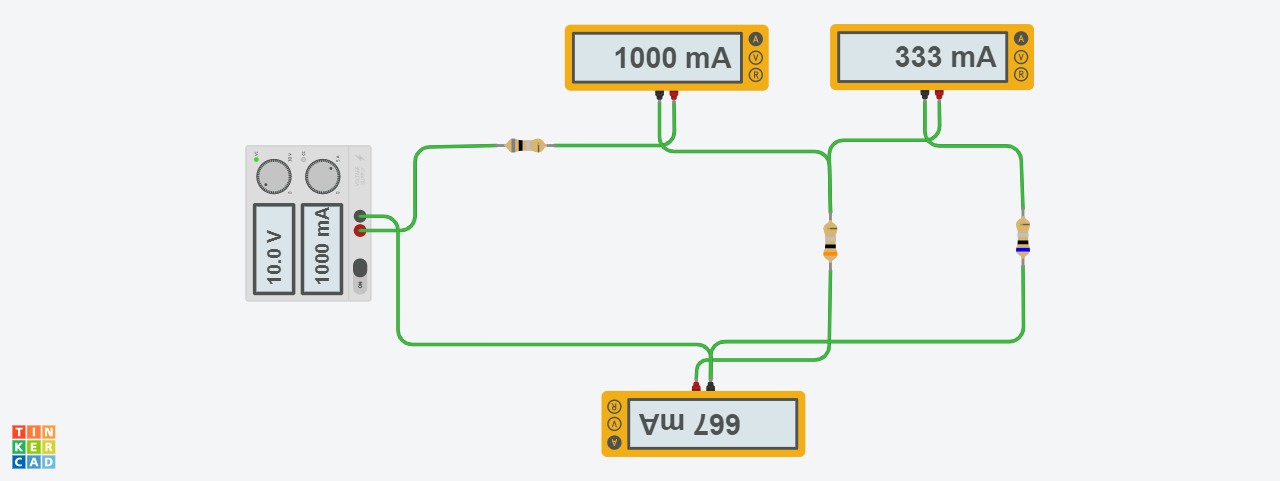 1000 mA
333 mA
A
V
R
A
V
R
10.0 V
1000 mA
ON
667 mA
R
V
A
TIN
KER
CAD